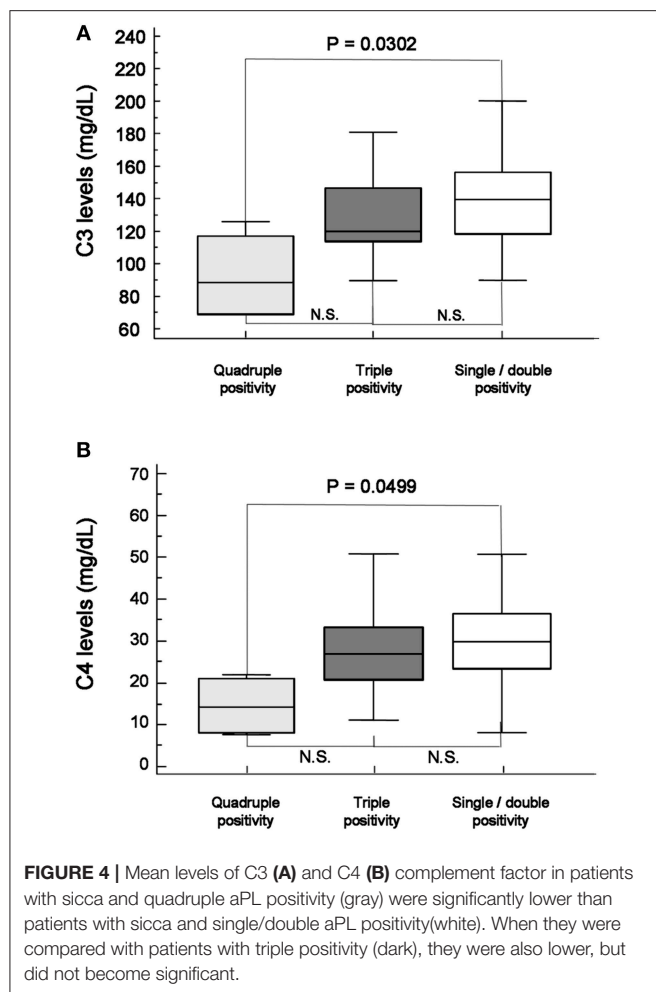 A
240
220
200
180
160
140
120
100
80
60
C3 levels (mg/dL)
P = 0.0302
N.S.
N.S.
Quadruple
positivity
Triple
positivity
Single / double
positivity
B
70
60
50
40
30
20
10
0
C4 levels (mg/dL)
P = 0.0499
N.S.
N.S.
Quadruple
positivity
Triple
positivity
Single / double
positivity
FIGURE 4 | Mean levels of C3 (A) and C4 (B) complement factor in patients
with sicca and quadruple aPL positivity (gray) were significantly lower than
patients with sicca and single/double aPL positivity(white). When they were
compared with patients with triple positivity (dark), they were also lower, but
did not become significant.